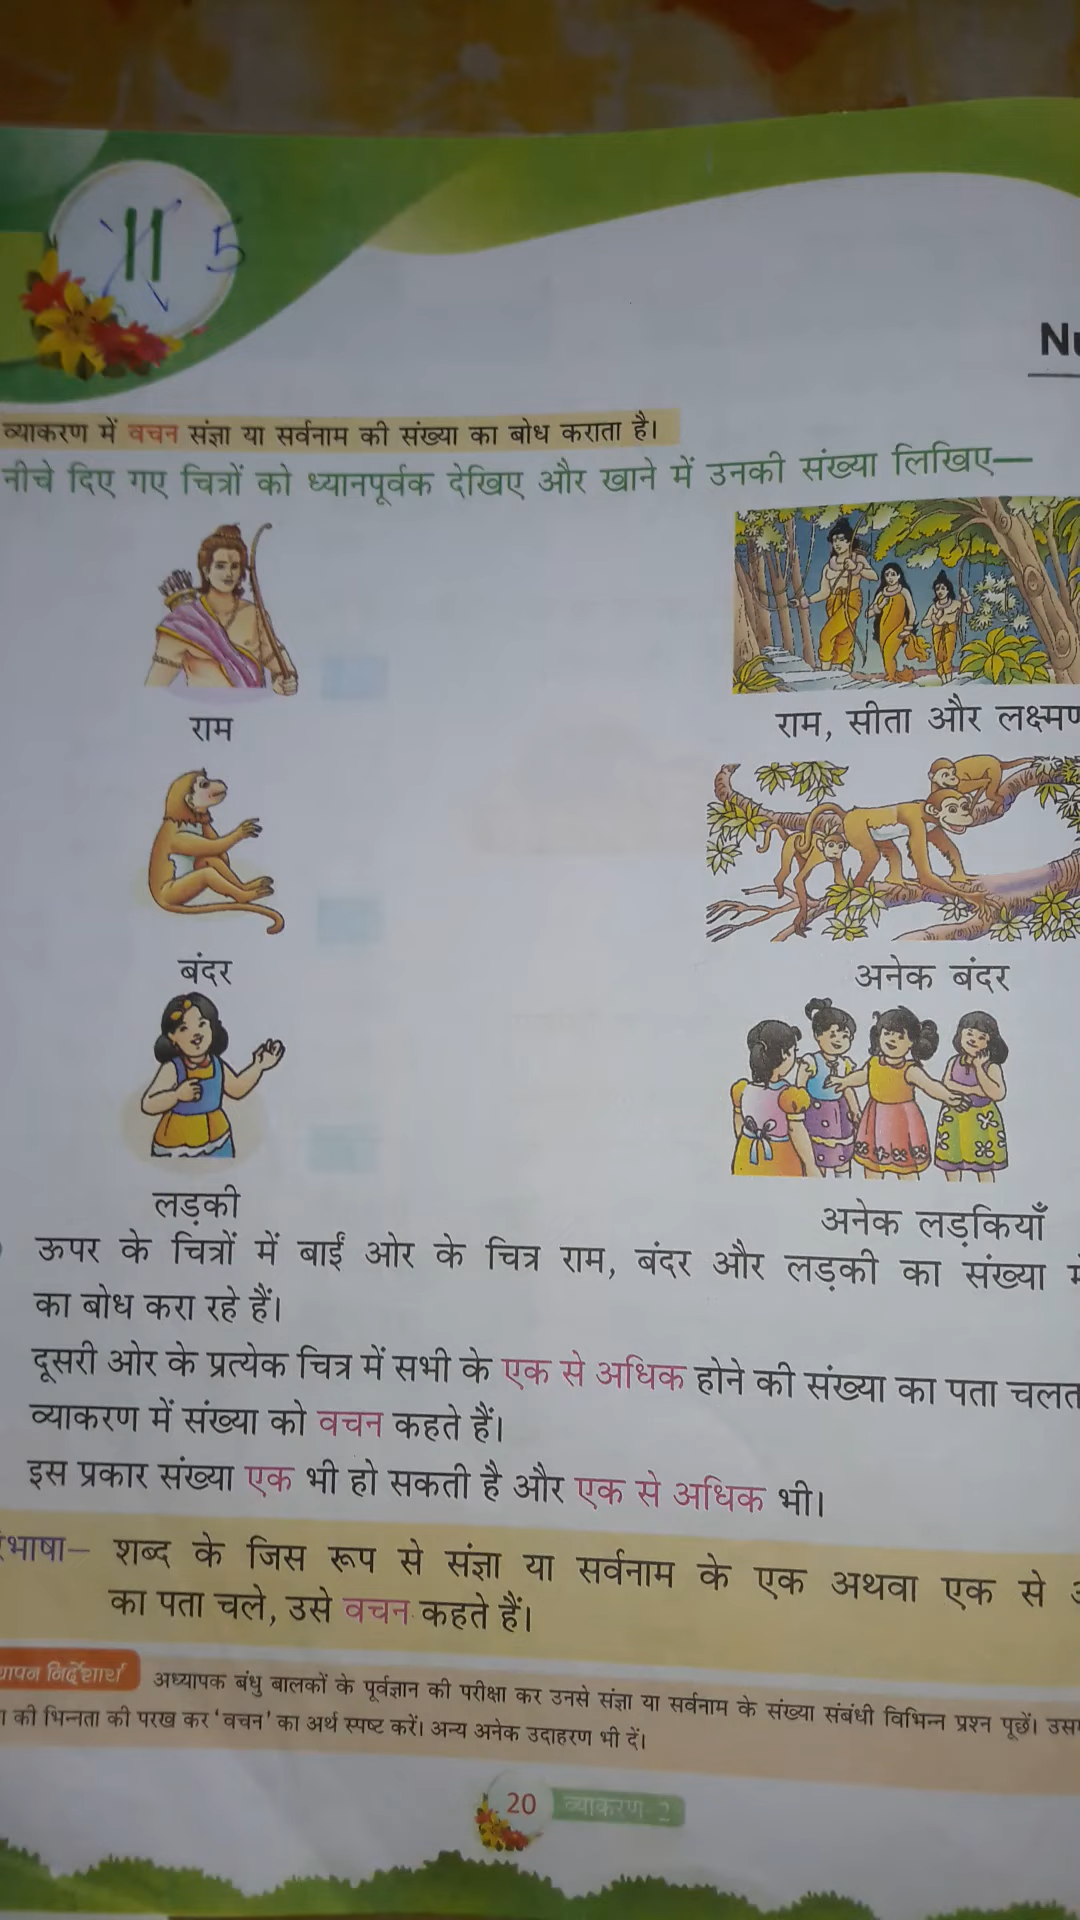 11 5
व्याकरण में वचन संज्ञा या सर्वनाम की संख्या का बोध कराता है।
नीचे दिए गए चित्रों को ध्यानपूर्वक देखिए और खाने में उनकी संख्या लिखिए—
राम
राम, सीता और लक्ष्मण
बंदर
अनेक बंदर
लड़की
अनेक लड़कियाँ
ऊपर के चित्रों में बाईं ओर के चित्र राम, बंदर और लड़की का संख्या में
का बोध करा रहे हैं।
दूसरी ओर के प्रत्येक चित्र में सभी के एक से अधिक होने की संख्या का पता चलत
व्याकरण में संख्या को वचन कहते हैं।
इस प्रकार संख्या एक भी हो सकती है और एक से अधिक भी।
भाषा— शब्द के जिस रूप से संज्ञा या सर्वनाम के एक अथवा एक से
का पता चले, उसे वचन कहते हैं।
यापन निर्देशार्थ अध्यापक बंधु बालकों के पूर्वज्ञान की परीक्षा कर उनसे संज्ञा या सर्वनाम के संख्या संबंधी विभिन्न प्रश्न पूछें। उस
की भिन्नता की परख कर 'वचन' का अर्थ स्पष्ट करें। अन्य अनेक उदाहरण भी दें।
20 व्याकरण-2